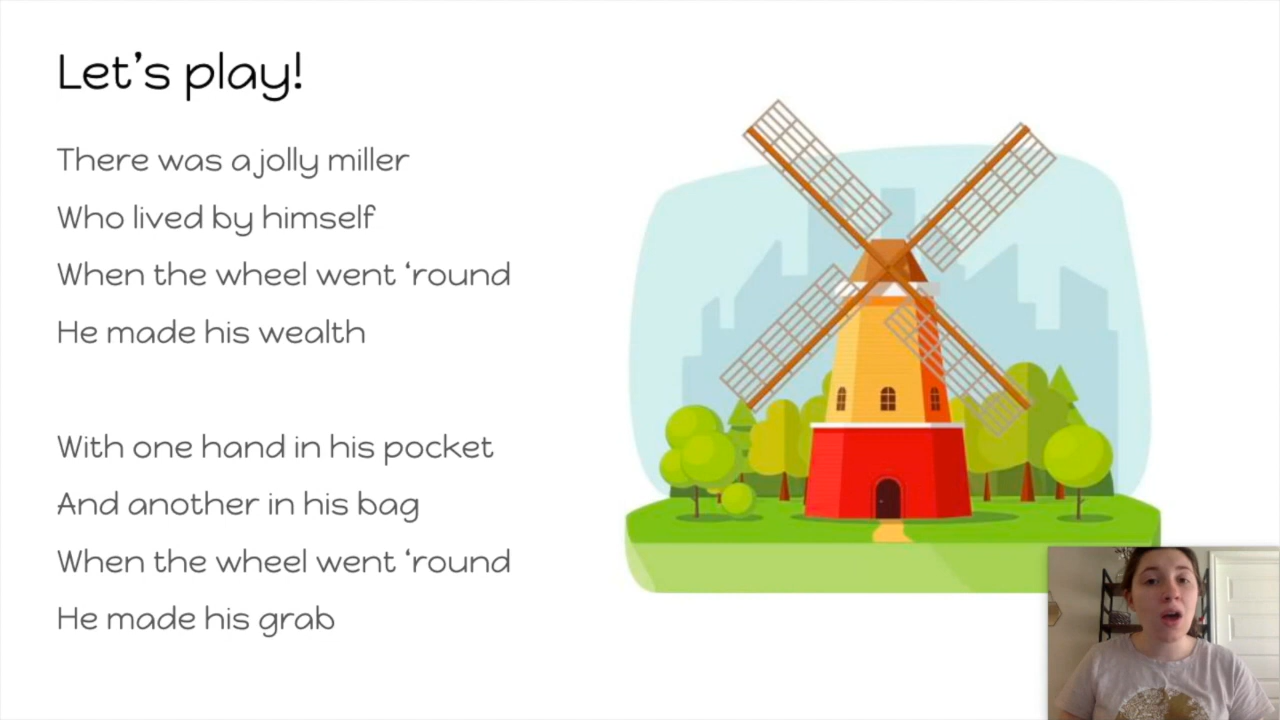 Let's play!
There was a jolly miller
Who lived by himself
When the wheel went ‘round
He made his wealth
With one hand in his pocket
And another in his bag
When the wheel went ‘round
He made his grab